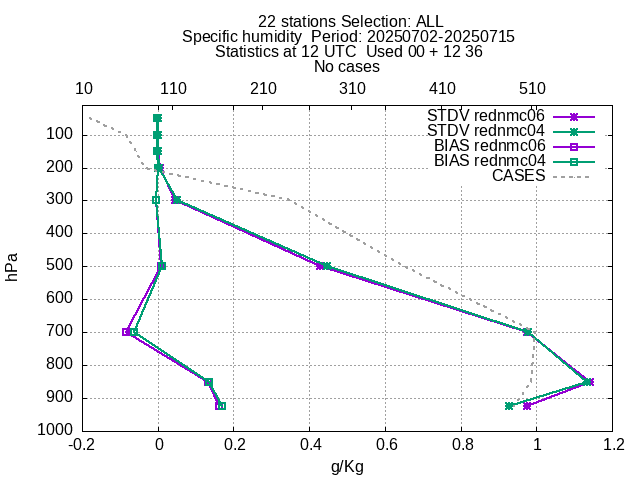 22 stations Selection: ALL
Specific humidity  Period: 20250702-20250715
Statistics at 12 UTC  Used 00 + 12 36
No cases
10 110 210 310 410 510
STDV rednmc06
STDV rednmc04
BIAS rednmc06
BIAS rednmc04
CASES
100
200
300
400
500
600
700
800
900
1000
hPa
-0.2 0 0.2 0.4 0.6 0.8 1 1.2
g/Kg